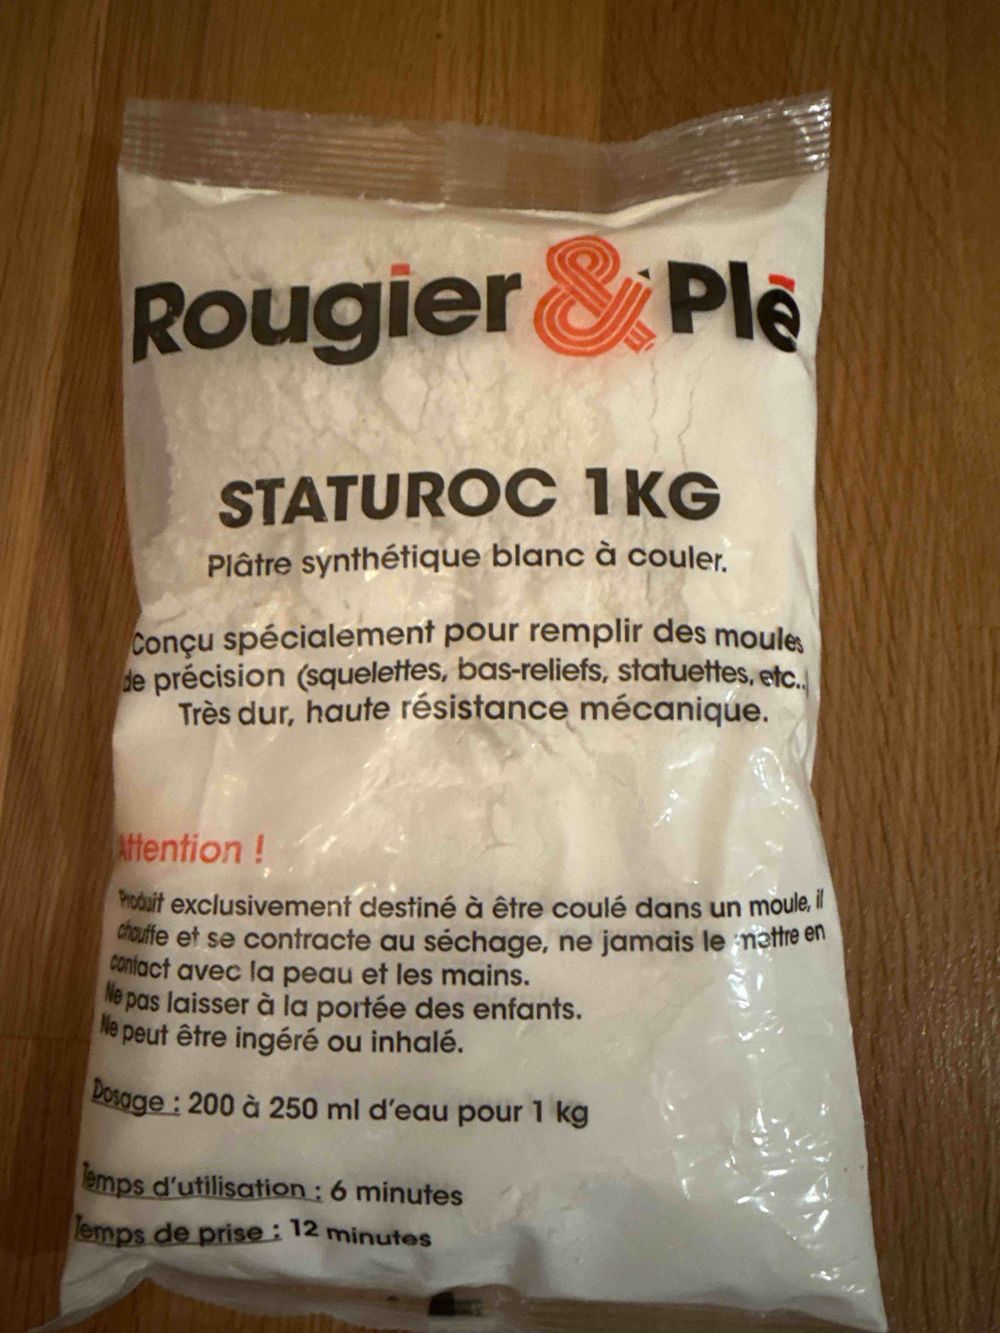 Rougier & Plé
STATUROC 1KG
Plâtre synthétique blanc à couler.
Conçu spécialement pour remplir des moules
de précision (squelettes, bas-reliefs, statuettes, etc..)
Très dur, haute résistance mécanique.
Attention !
Produit exclusivement destiné à être coulé dans un moule, il
chauffe et se contracte au séchage, ne jamais le mettre en
contact avec la peau et les mains.
Ne pas laisser à la portée des enfants.
Ne peut être ingéré ou inhalé.
Dosage : 200 à 250 ml d'eau pour 1 kg
Temps d'utilisation : 6 minutes
Temps de prise : 12 minutes